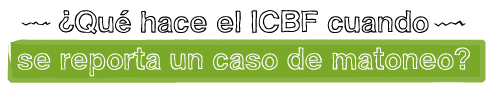 ¿Qué hace el ICBF cuando
se reporta un caso de matoneo?